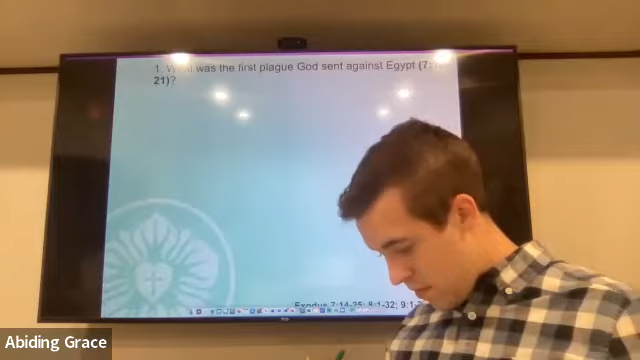 1. What was the first plague God sent against Egypt (7:
21)?
Exodus 7:14-25; 8:1-32; 9:1-
TCL
Abiding Grace